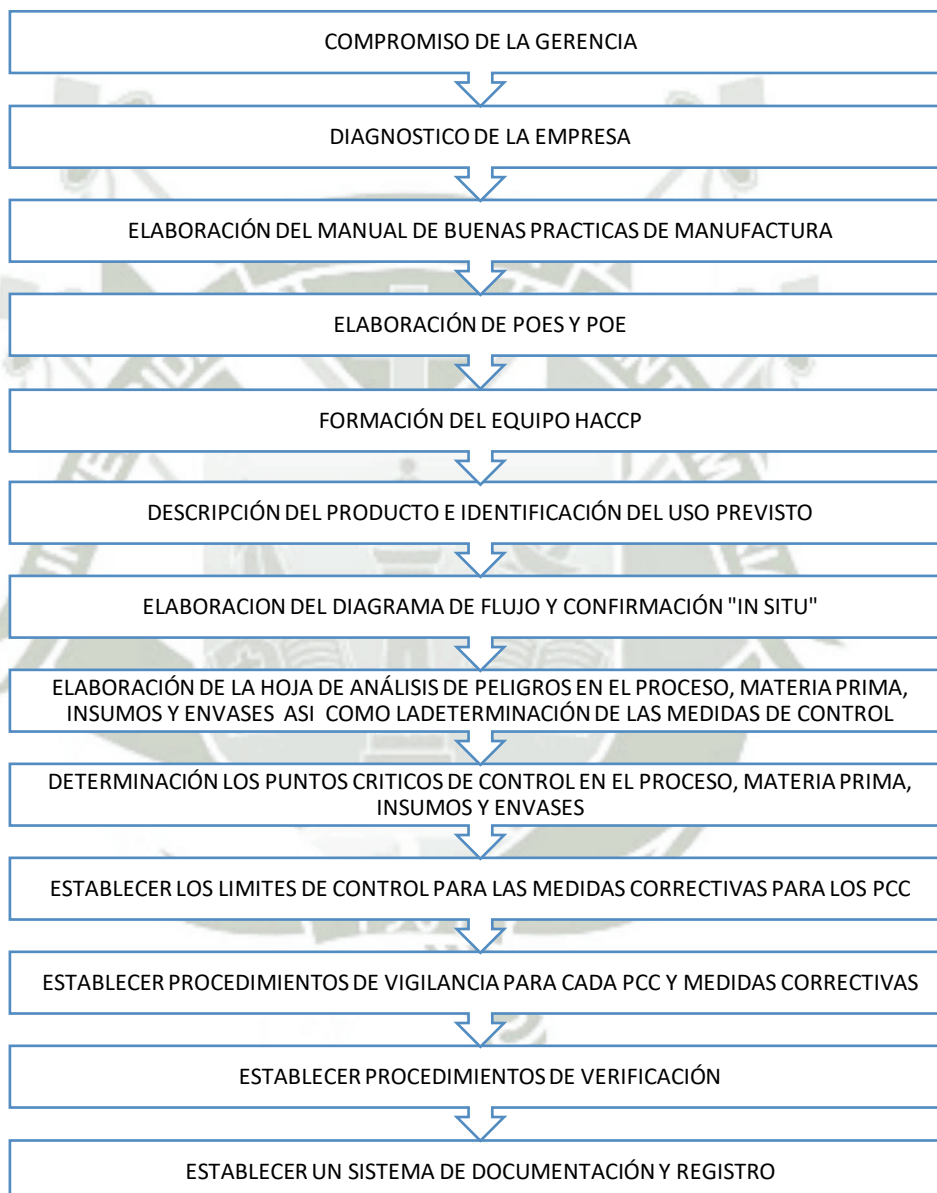 COMPROMISO DE LA GERENCIA
DIAGNOSTICO DE LA EMPRESA
ELABORACIÓN DEL MANUAL DE BUENAS PRACTICAS DE MANUFACTURA
ELABORACIÓN DE POES Y POE
FORMACIÓN DEL EQUIPO HACCP
DESCRIPCIÓN DEL PRODUCTO E IDENTIFICACIÓN DEL USO PREVISTO
ELABORACION DEL DIAGRAMA DE FLUJO Y CONFIRMACIÓN "IN SITU"
ELABORACIÓN DE LA HOJA DE ANÁLISIS DE PELIGROS EN EL PROCESO, MATERIA PRIMA,
INSUMOS Y ENVASES ASI COMO LADETERMINACIÓN DE LAS MEDIDAS DE CONTROL
DETERMINACIÓN LOS PUNTOS CRITICOS DE CONTROL EN EL PROCESO, MATERIA PRIMA,
INSUMOS Y ENVASES
ESTABLECER LOS LIMITES DE CONTROL PARA LAS MEDIDAS CORRECTIVAS PARA LOS PCC
ESTABLECER PROCEDIMIENTOS DE VIGILANCIA PARA CADA PCC Y MEDIDAS CORRECTIVAS
ESTABLECER PROCEDIMIENTOS DE VERIFICACIÓN
ESTABLECER UN SISTEMA DE DOCUMENTACIÓN Y REGISTRO